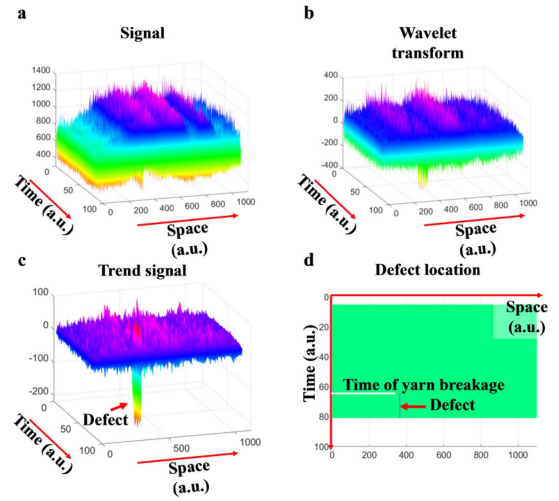 a
Signal
1400
1200
1000
800
600
400
0
50
100
Time (a.u.)
0 200 400 600 800 1000
Space
(a.u.)
b
Wavelet
transform
400
200
0
-200
-400
0
50
100
Time (a.u.)
0 200 400 600 800 1000
Space
(a.u.)
c
Trend signal
100
0
-100
-200
0
50
100
Time (a.u.)
Defect
0 500 1000
Space
(a.u.)
d
Defect location
0
20
40
60
80
100
Time (a.u.)
Space
(a.u.)
Time of yarn breakage
Defect
0 200 400 600 800 1000